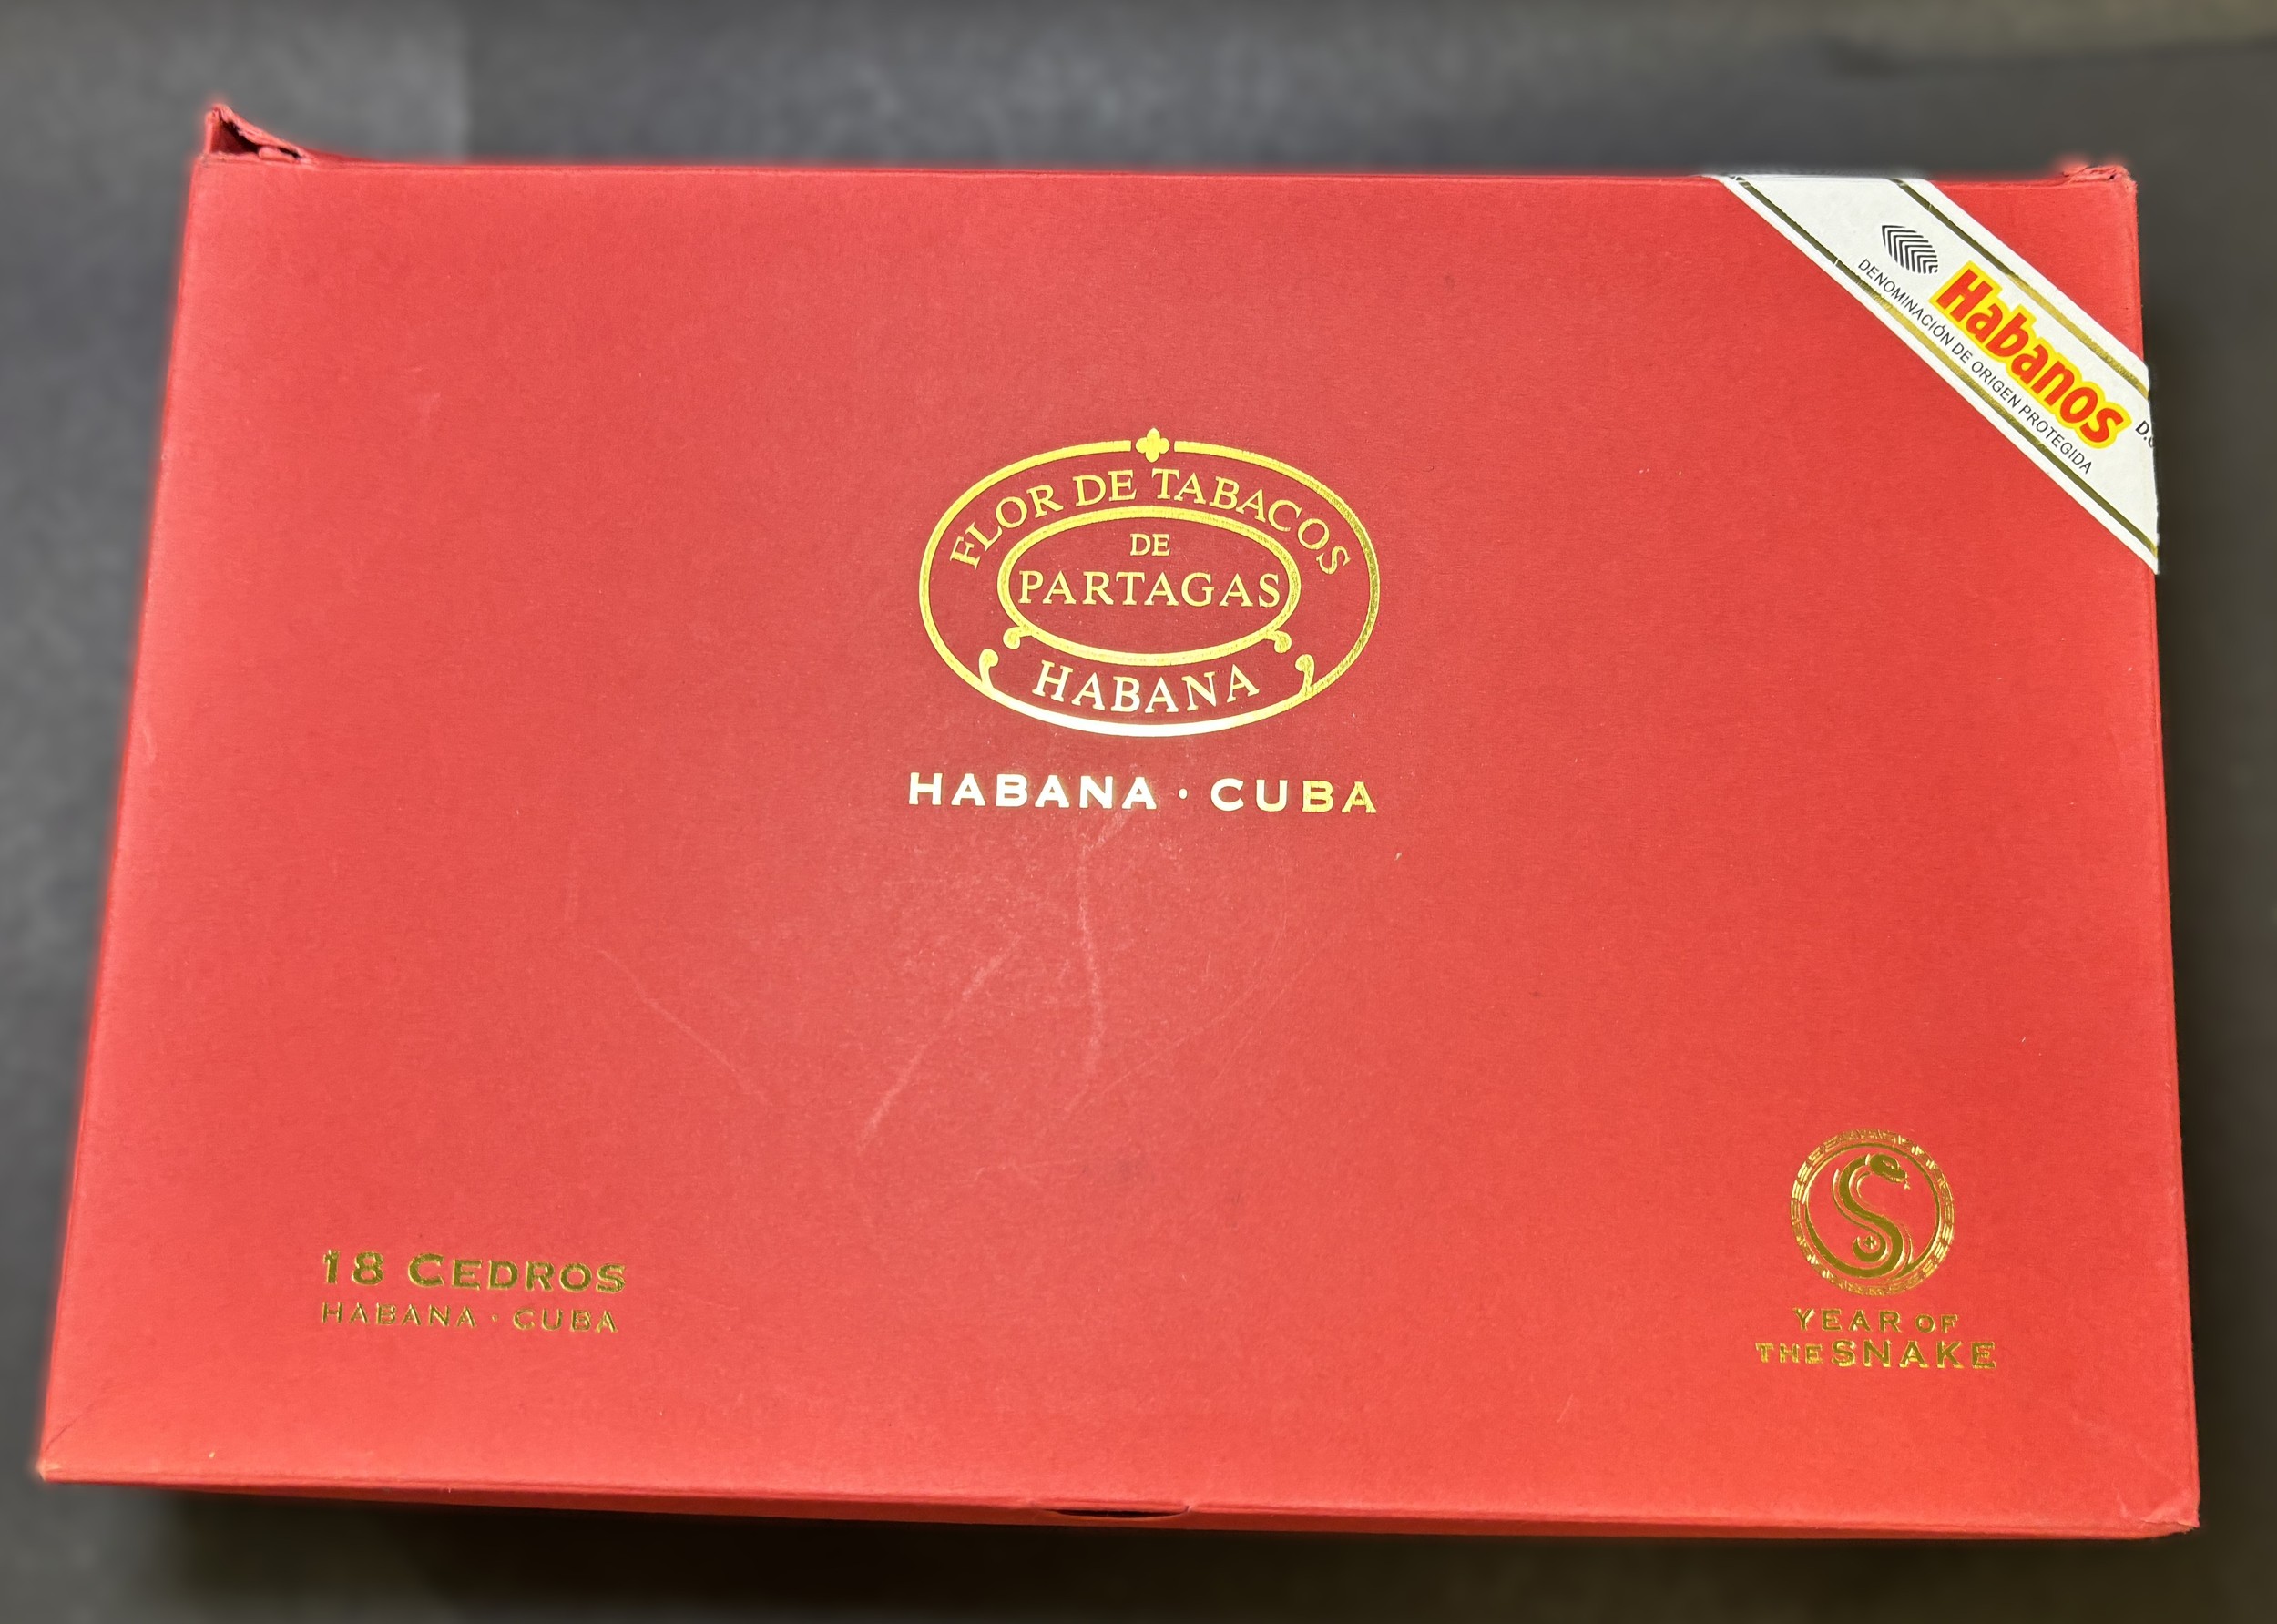 Habanos
D.
DENOMINACIÓN DE ORIGEN PROTEGIDA
FLOR DE TABACOS
DE
PARTAGAS
HABANA
HABANA · CUBA
18 CEDROS
HABANA · CUBA
YEAR OF
THE SNAKE